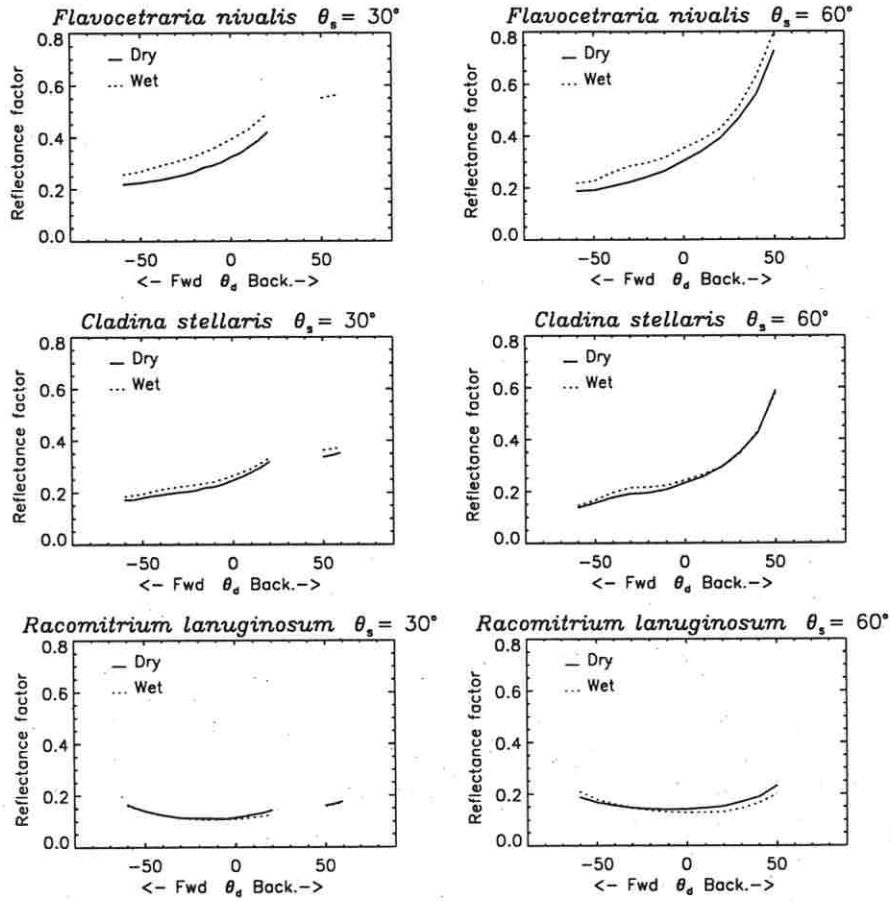 Flavocetraria nivalis θs = 30°
Dry
Wet
Reflectance factor
0.8
0.6
0.4
0.2
0.0
-50 0 50
<- Fwd θd Back.->
Flavocetraria nivalis θs = 60°
Dry
Wet
Reflectance factor
0.8
0.6
0.4
0.2
0.0
-50 0 50
<- Fwd θd Back.->
Cladina stellaris θs = 30°
Dry
Wet
Reflectance factor
0.8
0.6
0.4
0.2
0.0
-50 0 50
<- Fwd θd Back.->
Cladina stellaris θs = 60°
Dry
Wet
Reflectance factor
0.8
0.6
0.4
0.2
0.0
-50 0 50
<- Fwd θd Back.->
Racomitrium lanuginosum θs = 30°
Dry
Wet
Reflectance factor
0.8
0.6
0.4
0.2
0.0
-50 0 50
<- Fwd θd Back.->
Racomitrium lanuginosum θs = 60°
Dry
Wet
Reflectance factor
0.8
0.6
0.4
0.2
0.0
-50 0 50
<- Fwd θd Back.->